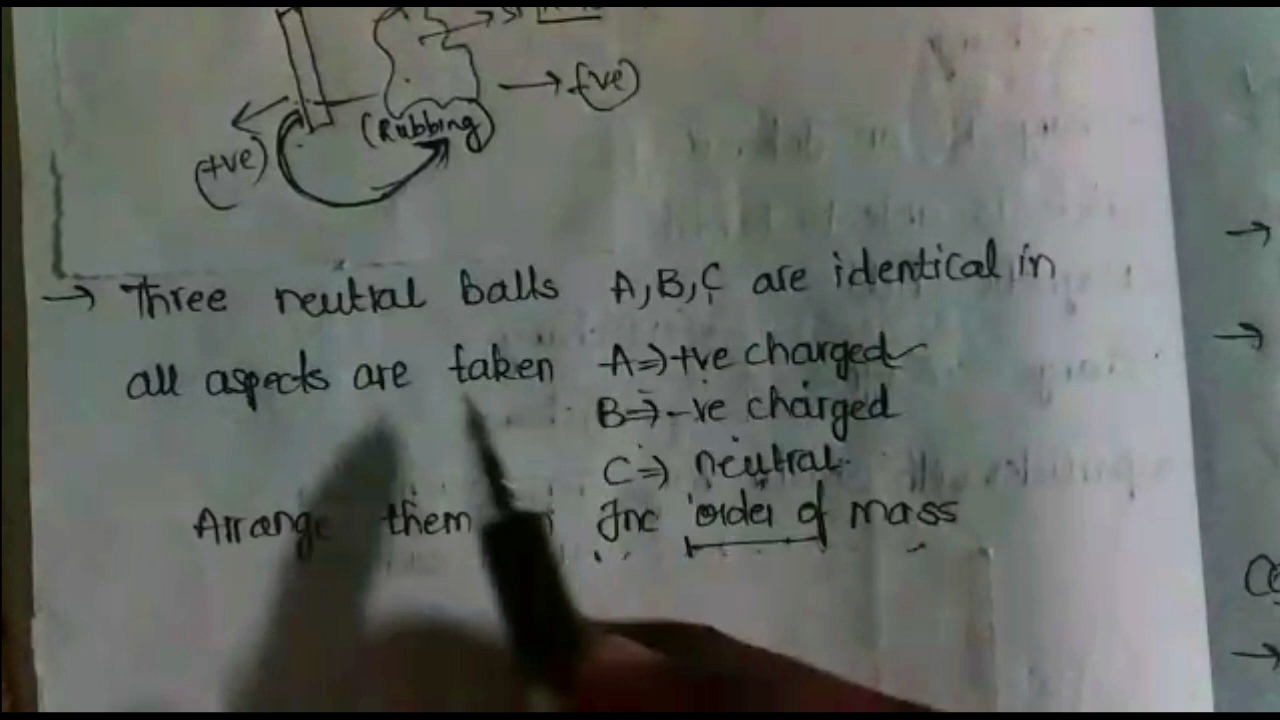 (-ve)
(Rubbing)
(+ve)
→ Three neutral balls A,B,C are identical in
all aspects are taken A⇒+ve charged
B⇒-ve charged
C⇒ neutral.
Arrange them Inc order of mass